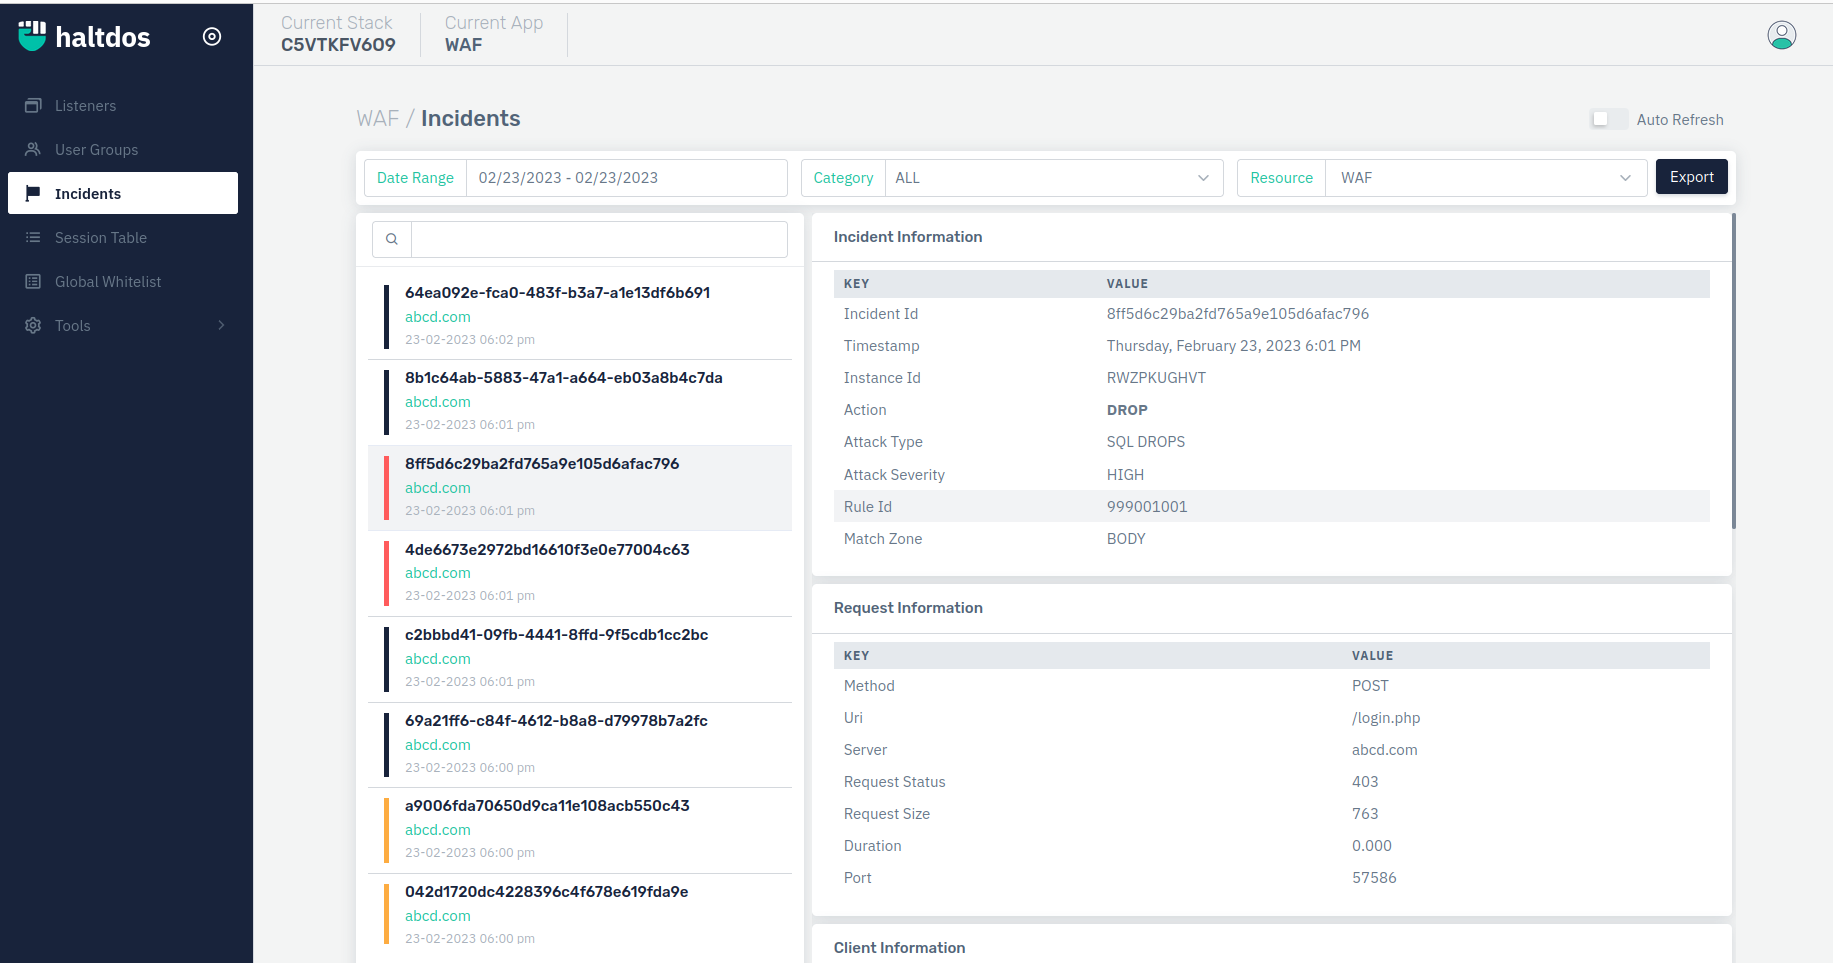 haltdos
Current Stack
C5VTKFV609
Current App
WAF
Listeners
User Groups
Incidents
Session Table
Global Whitelist
Tools
WAF / Incidents
Auto Refresh
Date Range 02/23/2023 - 02/23/2023
Category ALL
Resource WAF
Export
64ea092e-fca0-483f-b3a7-a1e13df6b691
abcd.com
23-02-2023 06:02 pm
8b1c64ab-5883-47a1-a664-eb03a8b4c7da
abcd.com
23-02-2023 06:01 pm
8ff5d6c29ba2fd765a9e105d6afac796
abcd.com
23-02-2023 06:01 pm
4de6673e2972bd16610f3e0e77004c63
abcd.com
23-02-2023 06:01 pm
c2bbbd41-09fb-4441-8ffd-9f5cdb1cc2bc
abcd.com
23-02-2023 06:01 pm
69a21ff6-c84f-4612-b8a8-d79978b7a2fc
abcd.com
23-02-2023 06:00 pm
a9006fda70650d9ca11e108acb550c43
abcd.com
23-02-2023 06:00 pm
042d1720dc4228396c4f678e619fda9e
abcd.com
23-02-2023 06:00 pm
Incident Information
KEY VALUE
Incident Id 8ff5d6c29ba2fd765a9e105d6afac796
Timestamp Thursday, February 23, 2023 6:01 PM
Instance Id RWZPKUGHVT
Action DROP
Attack Type SQL DROPS
Attack Severity HIGH
Rule Id 999001001
Match Zone BODY
Request Information
KEY VALUE
Method POST
Uri /login.php
Server abcd.com
Request Status 403
Request Size 763
Duration 0.000
Port 57586
Client Information